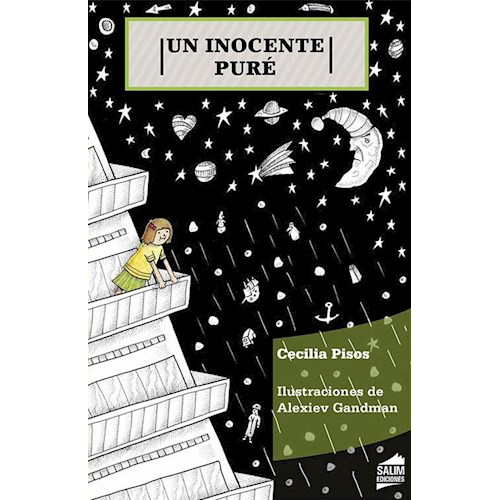 UN INOCENTE
PURÉ
Cecilia Pisos
Ilustraciones de
Alexiev Gandman
SALIM
EDICIONES